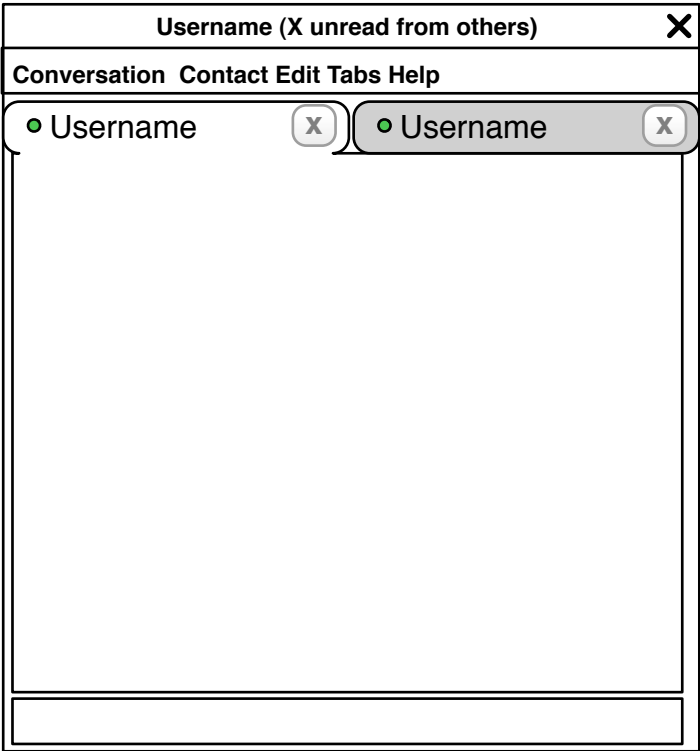 Username (X unread from others)
Conversation Contact Edit Tabs Help
Username X Username X